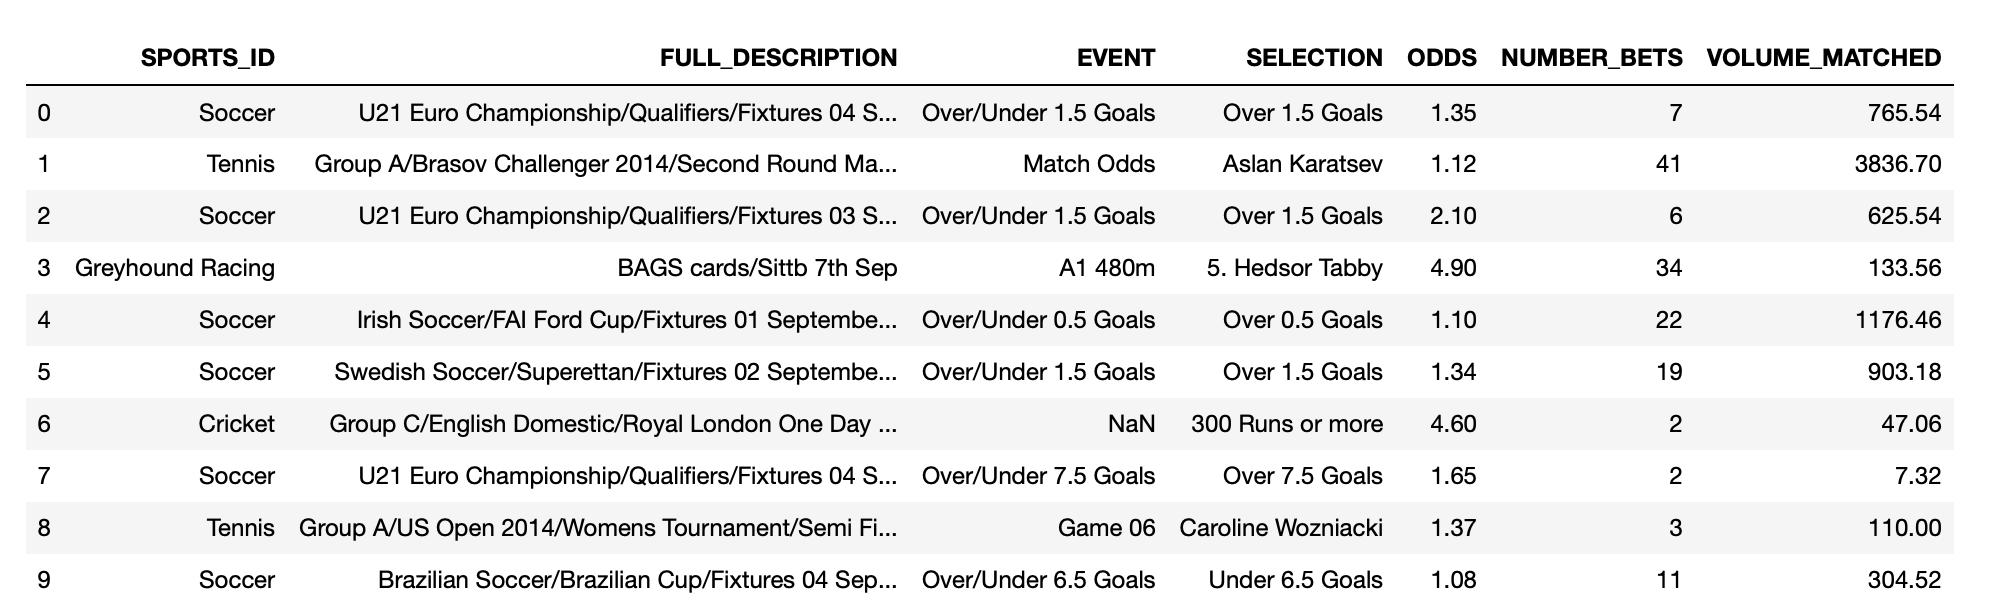 SPORTS_ID FULL_DESCRIPTION EVENT SELECTION ODDS NUMBER_BETS VOLUME_MATCHED
0 Soccer U21 Euro Championship/Qualifiers/Fixtures 04 S... Over/Under 1.5 Goals Over 1.5 Goals 1.35 7 765.54
1 Tennis Group A/Brasov Challenger 2014/Second Round Ma... Match Odds Aslan Karatsev 1.12 41 3836.70
2 Soccer U21 Euro Championship/Qualifiers/Fixtures 03 S... Over/Under 1.5 Goals Over 1.5 Goals 2.10 6 625.54
3 Greyhound Racing BAGS cards/Sittb 7th Sep A1 480m 5. Hedsor Tabby 4.90 34 133.56
4 Soccer Irish Soccer/FAI Ford Cup/Fixtures 01 Septembe... Over/Under 0.5 Goals Over 0.5 Goals 1.10 22 1176.46
5 Soccer Swedish Soccer/Superettan/Fixtures 02 Septembe... Over/Under 1.5 Goals Over 1.5 Goals 1.34 19 903.18
6 Cricket Group C/English Domestic/Royal London One Day ... NaN 300 Runs or more 4.60 2 47.06
7 Soccer U21 Euro Championship/Qualifiers/Fixtures 04 S... Over/Under 7.5 Goals Over 7.5 Goals 1.65 2 7.32
8 Tennis Group A/US Open 2014/Womens Tournament/Semi Fi... Game 06 Caroline Wozniacki 1.37 3 110.00
9 Soccer Brazilian Soccer/Brazilian Cup/Fixtures 04 Sep... Over/Under 6.5 Goals Under 6.5 Goals 1.08 11 304.52